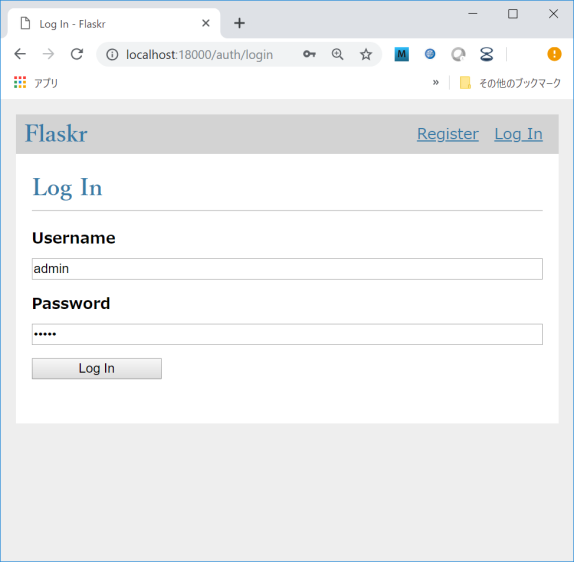 Log In - Flaskr
localhost:18000/auth/login
M
アプリ
»
その他のブックマーク
Flaskr
Register
Log In
Log In
Username
admin
Password
•••••
Log In